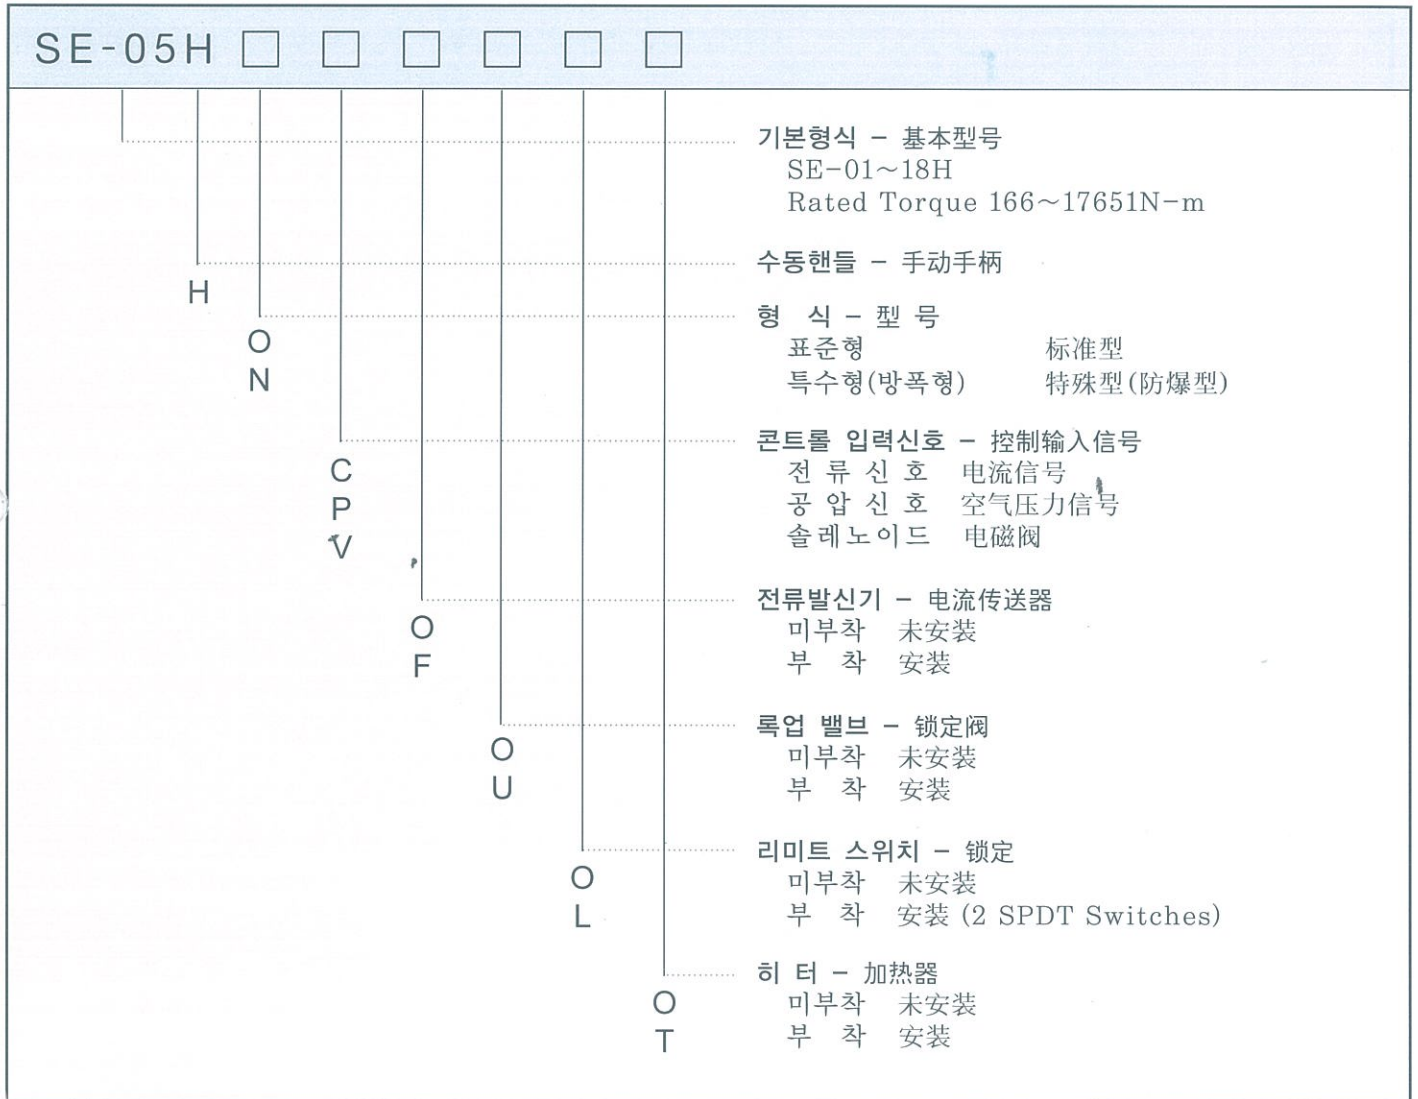 SE-05H □ □ □ □ □ □
기본형식 - 基本型号
SE-01~18H
Rated Torque 166~17651N-m
수동핸들 - 手动手柄
H
형 식 - 型 号
O 표준형 标准型
N 특수형(방폭형) 特殊型(防爆型)
콘트롤 입력신호 - 控制输入信号
C 전 류 신 호 电流信号
P 공 압 신 호 空气压力信号
V 솔레노이드 电磁阀
전류발신기 - 电流传送器
O 미부착 未安装
F 부 착 安装
록업 밸브 - 锁定阀
O 미부착 未安装
U 부 착 安装
리미트 스위치 - 锁定
O 미부착 未安装
L 부 착 安装 (2 SPDT Switches)
히 터 - 加热器
O 미부착 未安装
T 부 착 安装